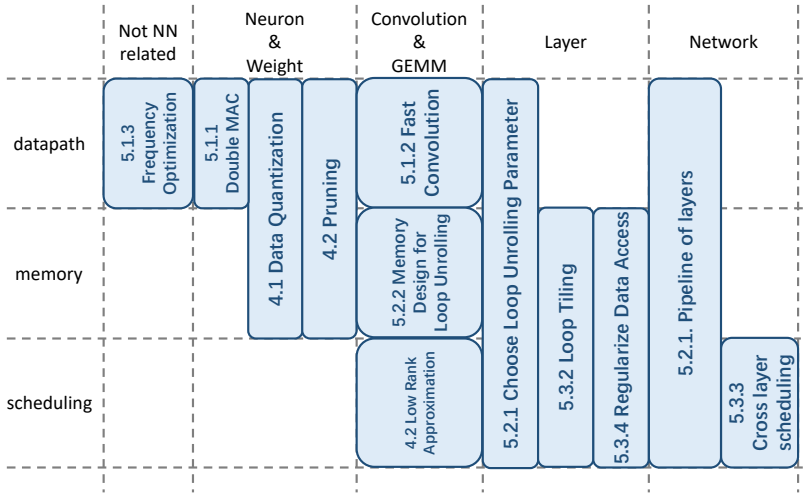 Not NN
related
Neuron
&
Weight
Convolution
&
GEMM
Layer
Network
datapath
memory
scheduling
5.1.3
Frequency
Optimization
5.1.1
Double MAC
4.1 Data Quantization
4.2 Pruning
5.1.2 Fast
Convolution
5.2.2 Memory
Design for
Loop Unrolling
4.2 Low Rank
Approximation
5.2.1 Choose Loop Unrolling Parameter
5.3.2 Loop Tiling
5.3.4 Regularize Data Access
5.2.1. Pipeline of layers
5.3.3
Cross layer
scheduling